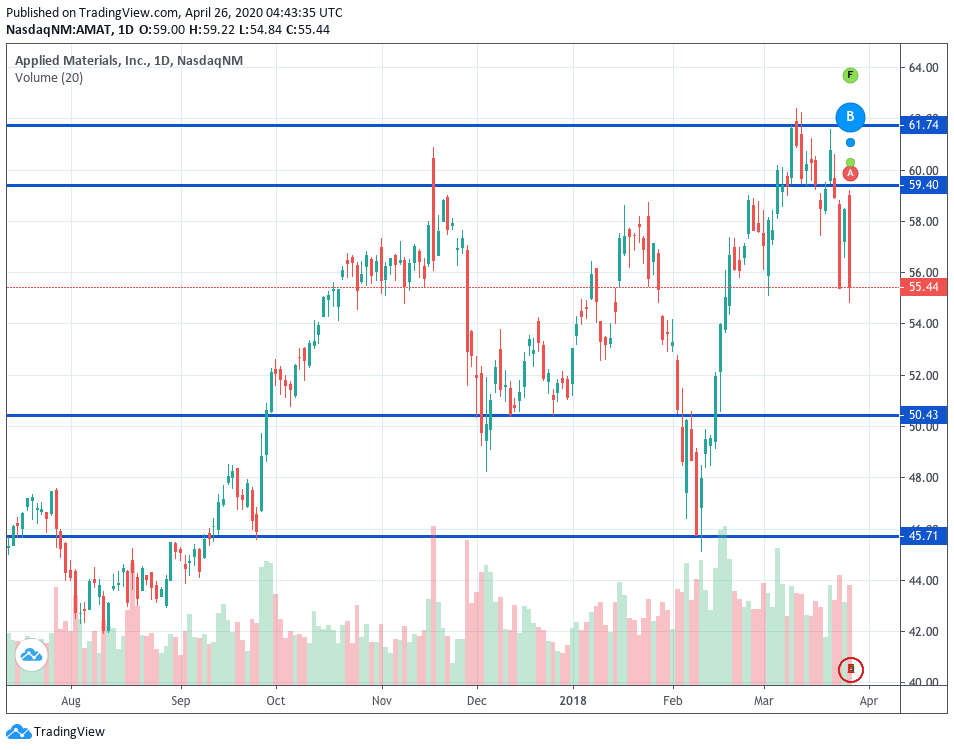 Published on TradingView.com, April 26, 2020 04:43:35 UTC
NasdaqNM:AMAT, 1D O:59.00 H:59.22 L:54.84 C:55.44
Applied Materials, Inc., 1D, NasdaqNM
Volume (20)
64.00
F
B
61.74
60.00
A
59.40
58.00
56.00
55.44
54.00
52.00
50.43
50.00
48.00
45.71
44.00
42.00
40.00
Aug Sep Oct Nov Dec 2018 Feb Mar Apr
TradingView